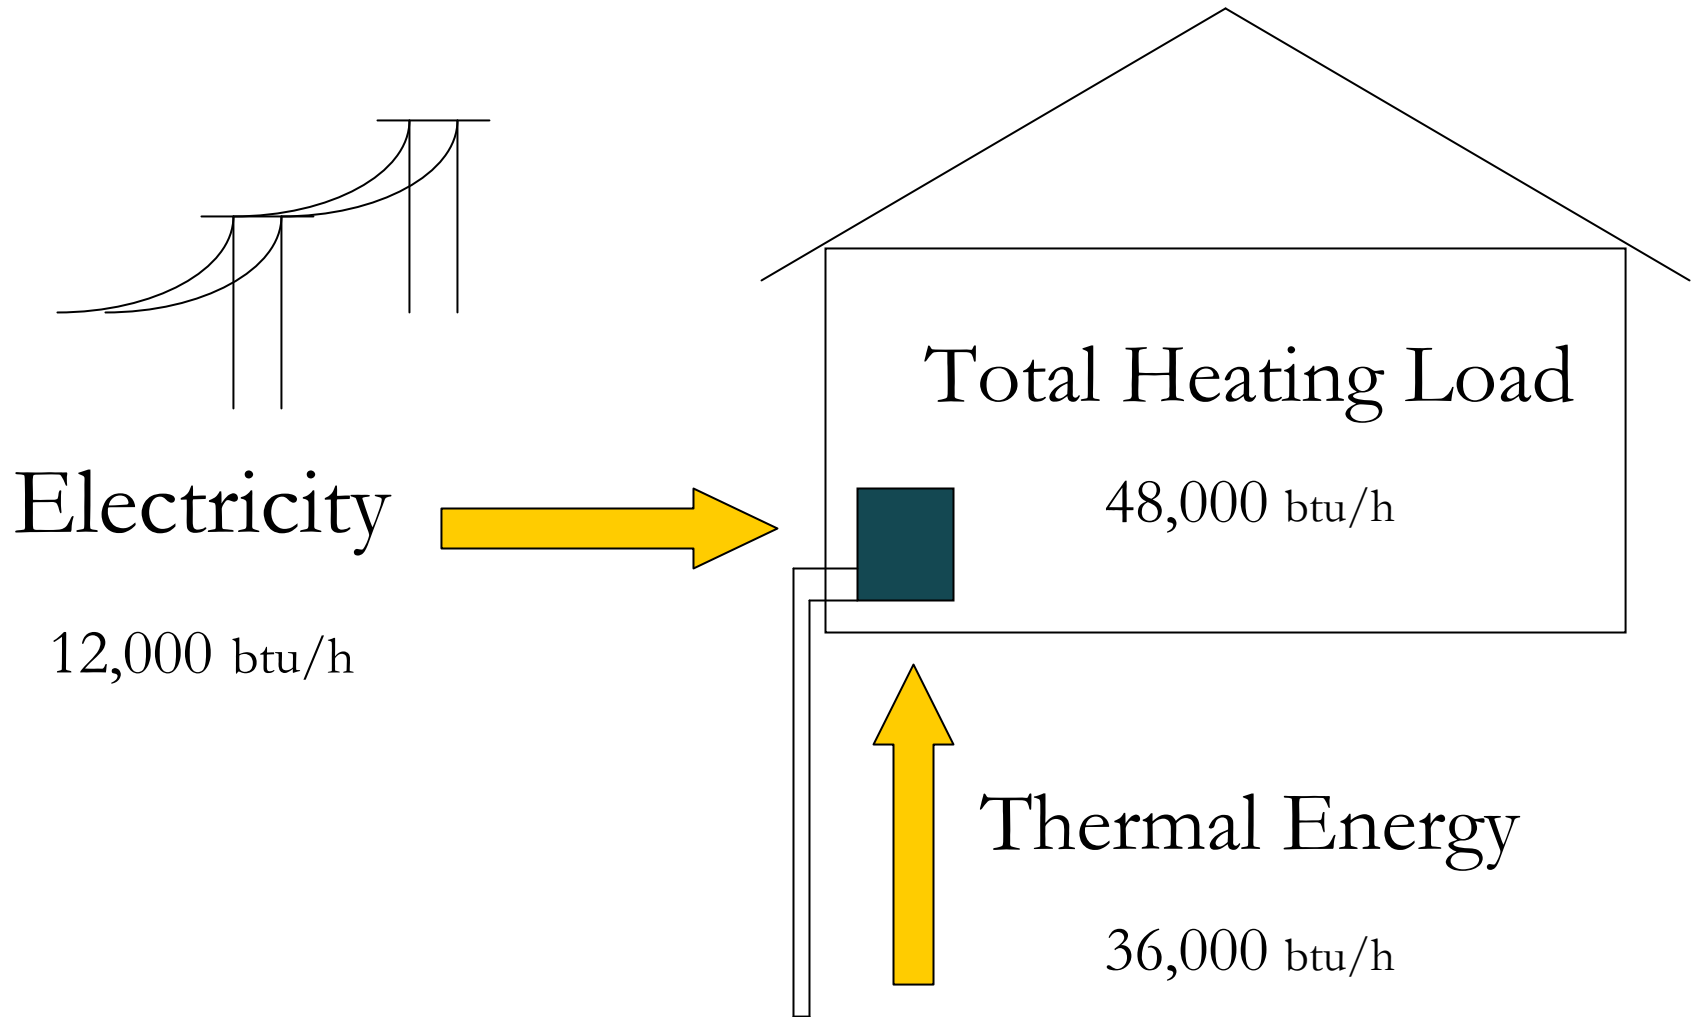 Total Heating Load
48,000 btu/h
Electricity
12,000 btu/h
Thermal Energy
36,000 btu/h